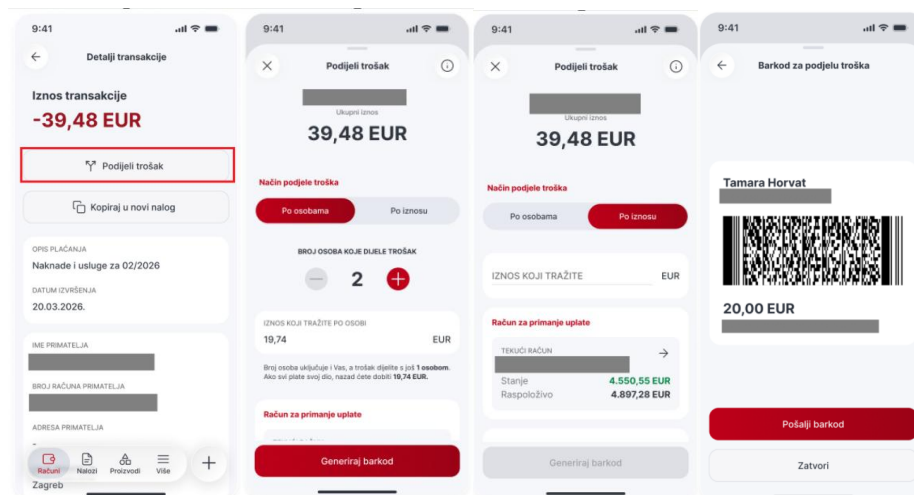 9:41
Detalji transakcije
Iznos transakcije
-39,48 EUR
Podijeli trošak
Kopiraj u novi nalog
OPIS PLAĆANJA
Naknade i usluge za 02/2026
DATUM IZVRŠENJA
20.03.2026.
IME PRIMATELJA
BROJ RAČUNA PRIMATELJA
ADRESA PRIMATELJA
-
Računi
Nalozi
Proizvodi
Više
Zagreb
9:41
Podijeli trošak
Ukupni iznos
39,48 EUR
Način podjele troška
Po osobama
Po iznosu
BROJ OSOBA KOJE DIJELE TROŠAK
2
IZNOS KOJI TRAŽITE PO OSOBI
19,74 EUR
Broj osoba uključuje i Vas, a trošak dijelite s još 1 osobom.
Ako svi plate svoj dio, nazad ćete dobiti 19,74 EUR.
Račun za primanje uplate
Generiraj barkod
9:41
Podijeli trošak
Ukupni iznos
39,48 EUR
Način podjele troška
Po osobama
Po iznosu
IZNOS KOJI TRAŽITE EUR
Račun za primanje uplate
TEKUĆI RAČUN
Stanje 4.550,55 EUR
Raspoloživo 4.897,28 EUR
Generiraj barkod
9:41
Barkod za podjelu troška
Tamara Horvat
20,00 EUR
Pošalji barkod
Zatvori